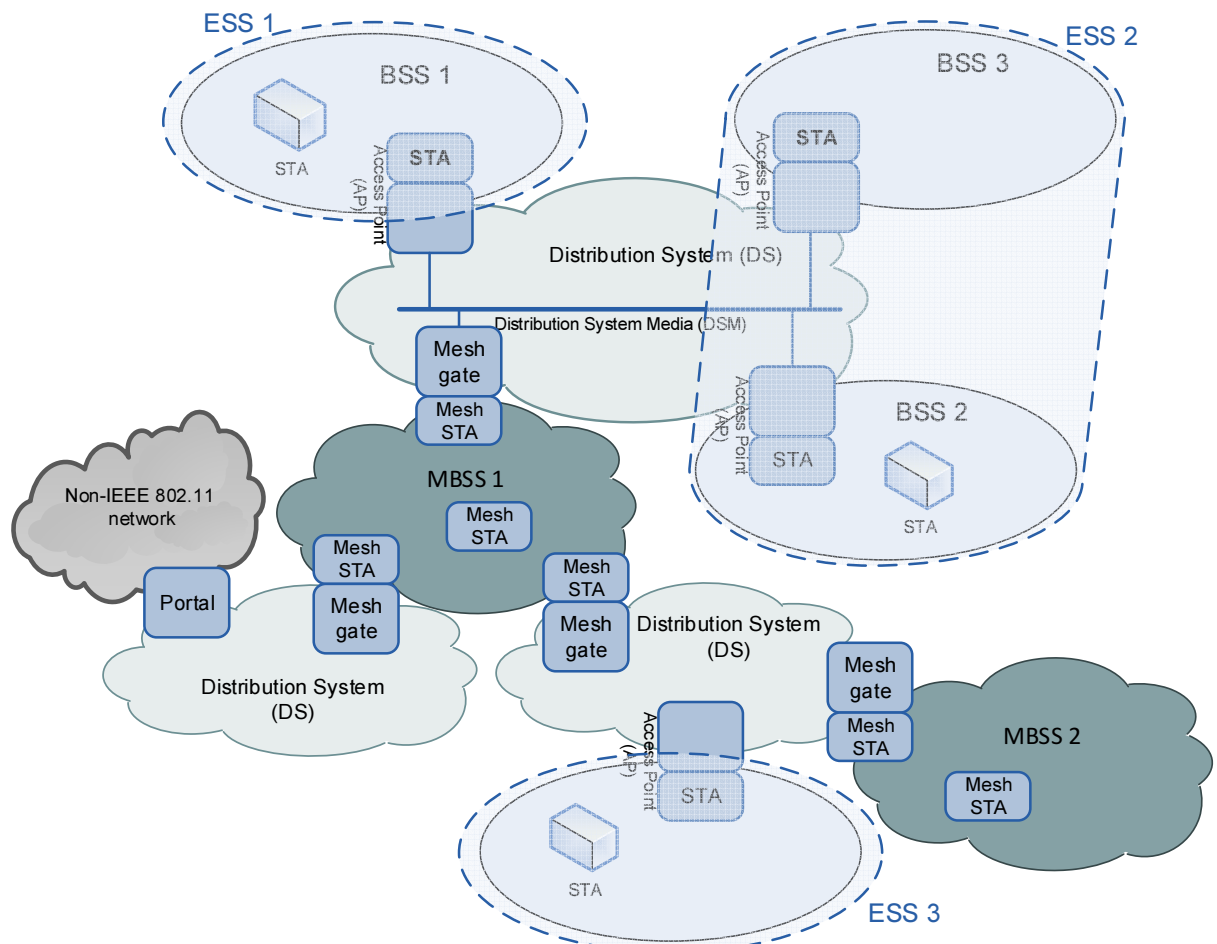 ESS 1
ESS 2
BSS 1
BSS 3
STA
STA
Access Point
(AP)
STA
Access Point
(AP)
Distribution System (DS)
Distribution System Media (DSM)
Mesh
gate
Mesh
STA
Access Point
(AP)
STA
BSS 2
STA
MBSS 1
Mesh
STA
Non-IEEE 802.11
network
Portal
Mesh
STA
Mesh
gate
Distribution System
(DS)
Mesh
STA
Mesh
gate
Distribution System
(DS)
Mesh
gate
Mesh
STA
MBSS 2
Mesh
STA
Access Point
(AP)
STA
STA
ESS 3